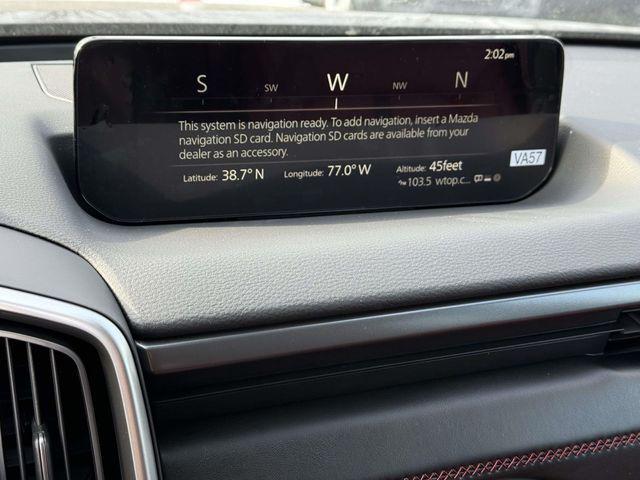 2:02pm
S SW W NW N
This system is navigation ready. To add navigation, insert a Mazda
navigation SD card. Navigation SD cards are available from your
dealer as an accessory.
VA57
Latitude: 38.7° N Longitude: 77.0° W Altitude: 45feet
103.5 wtop.c...